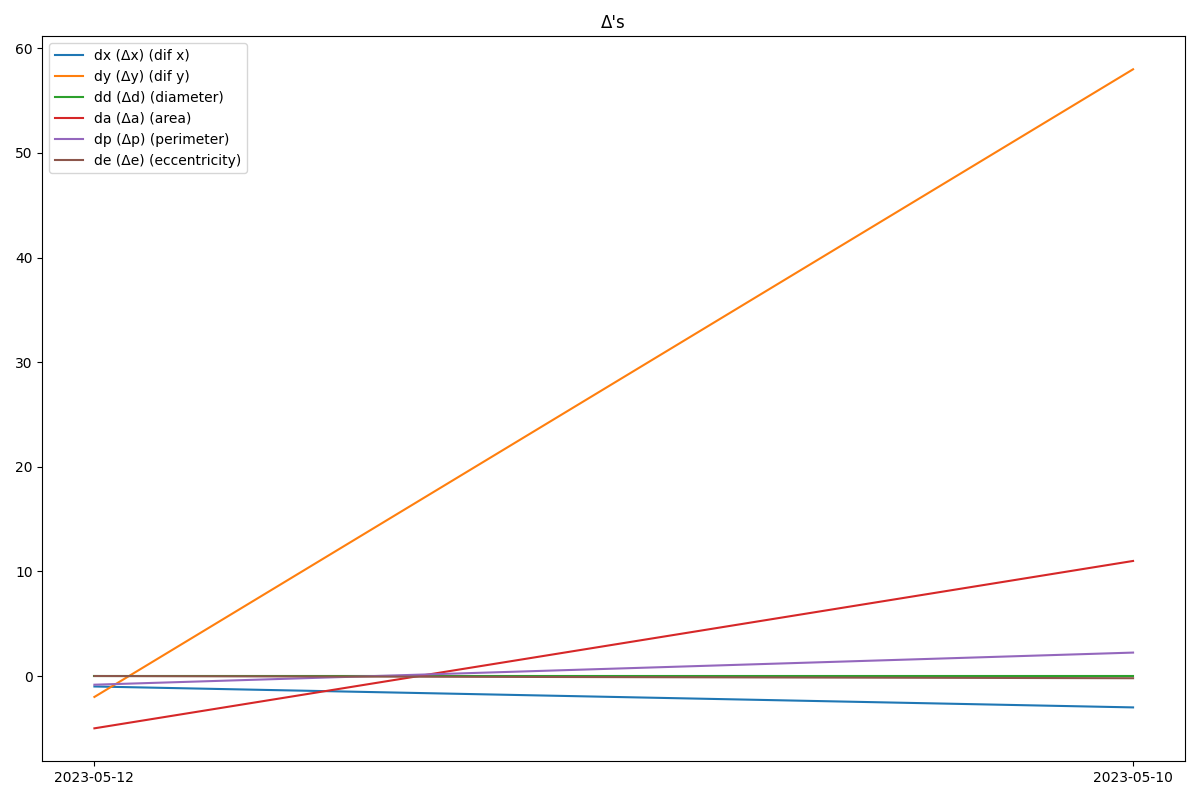 Δ's
dx (Δx) (dif x)
dy (Δy) (dif y)
dd (Δd) (diameter)
da (Δa) (area)
dp (Δp) (perimeter)
de (Δe) (eccentricity)
60
50
40
30
20
10
0
2023-05-12
2023-05-10